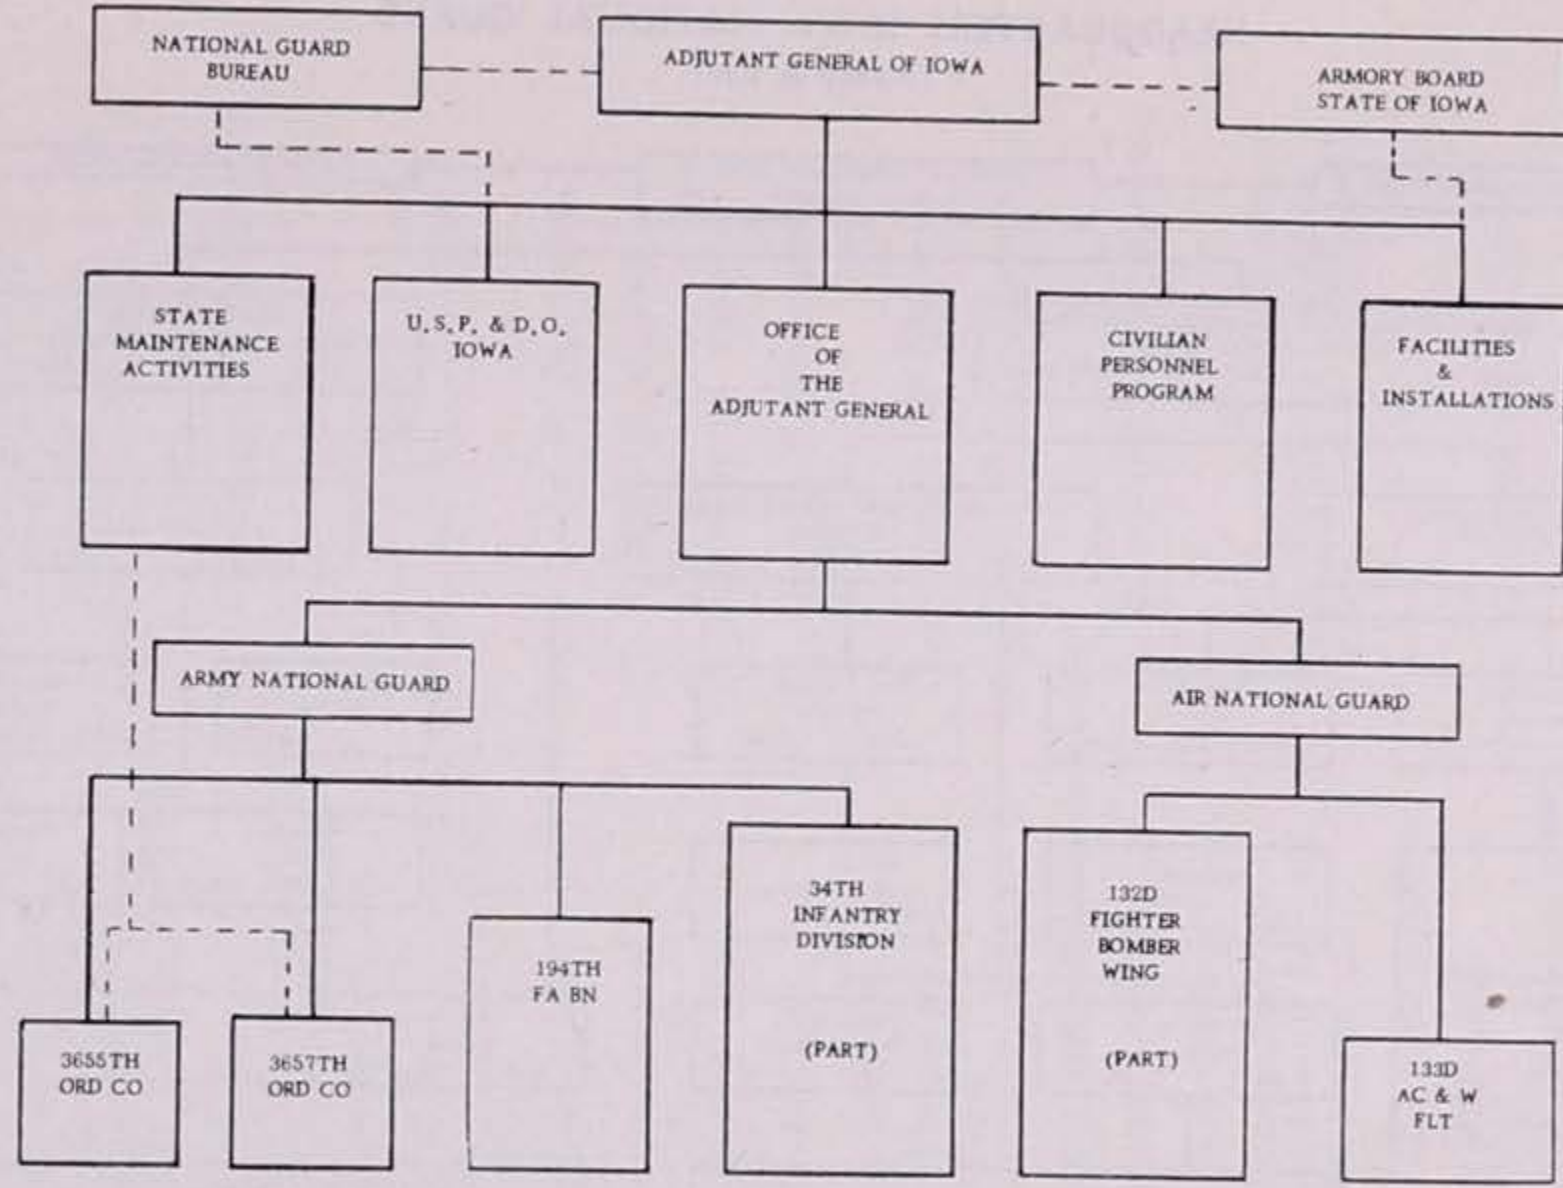 NATIONAL GUARD
BUREAU
ADJUTANT GENERAL OF IOWA
ARMORY BOARD
STATE OF IOWA
STATE
MAINTENANCE
ACTIVITIES
U.S.P. & D.O.
IOWA
OFFICE
OF
THE
ADJUTANT GENERAL
CIVILIAN
PERSONNEL
PROGRAM
FACILITIES
&
INSTALLATIONS
ARMY NATIONAL GUARD
AIR NATIONAL GUARD
3655TH
ORD CO
3657TH
ORD CO
194TH
FA BN
34TH
INFANTRY
DIVISION
(PART)
132D
FIGHTER
BOMBER
WING
(PART)
133D
AC & W
FLT